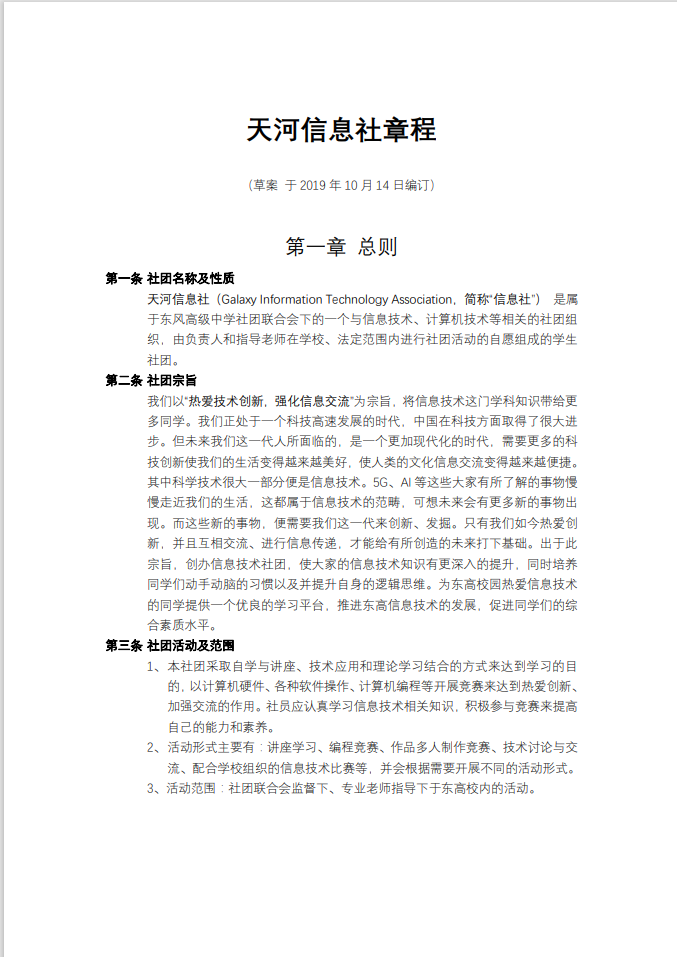 天河信息社章程
（草案 于 2019 年 10 月 14 日编订）
第一章 总则
第一条 社团名称及性质
天河信息社（Galaxy Information Technology Association，简称“信息社”） 是属
于东风高级中学社团联合会下的一个与信息技术、计算机技术等相关的社团组
织，由负责人和指导老师在学校、法定范围内进行社团活动的自愿组成的学生
社团。
第二条 社团宗旨
我们以“热爱技术创新，强化信息交流”为宗旨，将信息技术这门学科知识带给更
多同学。我们正处于一个科技高速发展的时代，中国在科技方面取得了很大进
步。但未来我们这一代人所面临的，是一个更加现代化的时代，需要更多的科
技创新使我们的生活变得越来越美好，使人类的文化信息交流变得越来越便捷。
其中科学技术很大一部分便是信息技术。5G、AI 等这些大家有所了解的事物慢
慢走近我们的生活，这都属于信息技术的范畴，可想未来会有更多新的事物出
现。而这些新的事物，便需要我们这一代来创新、发掘。只有我们如今热爱创
新，并且互相交流、进行信息传递，才能给有所创造的未来打下基础。出于此
宗旨，创办信息技术社团，使大家的信息技术知识有更深入的提升，同时培养
同学们动手动脑的习惯以及并提升自身的逻辑思维。为东高校园热爱信息技术
的同学提供一个优良的学习平台，推进东高信息技术的发展，促进同学们的综
合素质水平。
第三条 社团活动及范围
1、本社团采取自学与讲座、技术应用和理论学习结合的方式来达到学习的目
的，以计算机硬件、各种软件操作、计算机编程等开展竞赛来达到热爱创新、
加强交流的作用。社员应认真学习信息技术相关知识，积极参与竞赛来提高
自己的能力和素养。
2、活动形式主要有：讲座学习、编程竞赛、作品多人制作竞赛、技术讨论与交
流、配合学校组织的信息技术比赛等，并会根据需要开展不同的活动形式。
3、活动范围：社团联合会监督下、专业老师指导下于东高校内的活动。